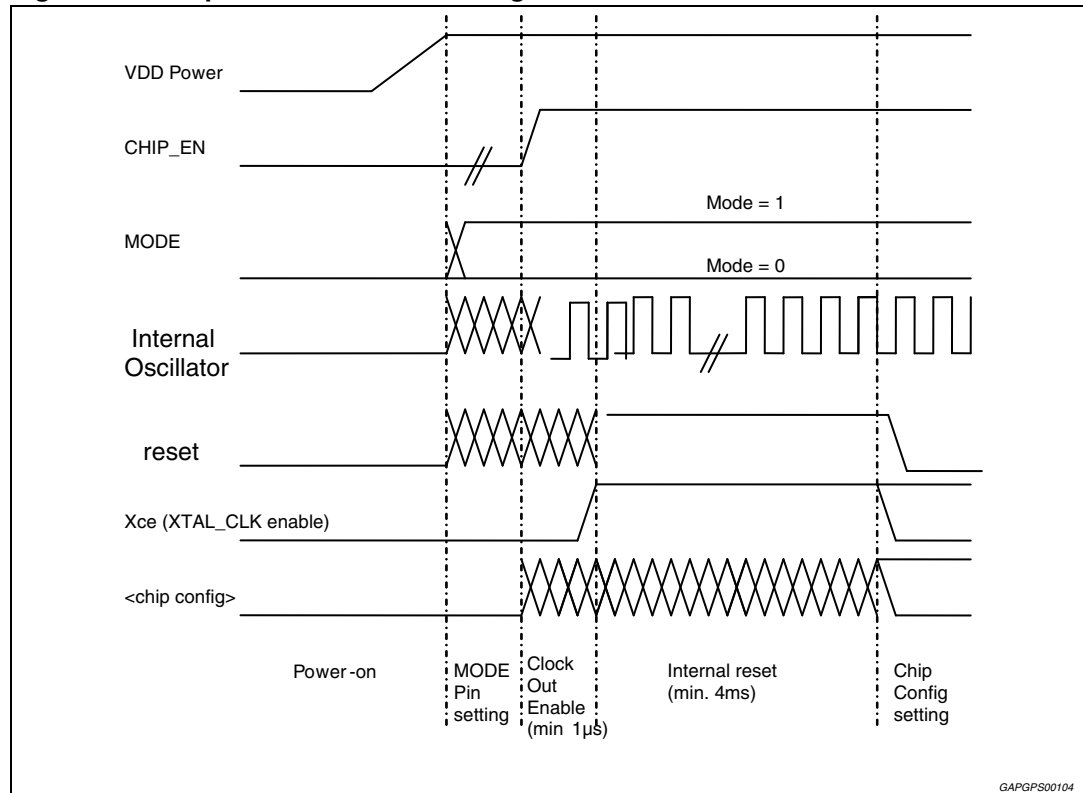 VDD Power
CHIP_EN
Mode = 1
MODE
Mode = 0
Internal
Oscillator
reset
Xce (XTAL_CLK enable)
<chip config>
Power-on
MODE
Pin
setting
Clock
Out
Enable
(min 1µs)
Internal reset
(min. 4ms)
Chip
Config
setting
GAPGPS00104